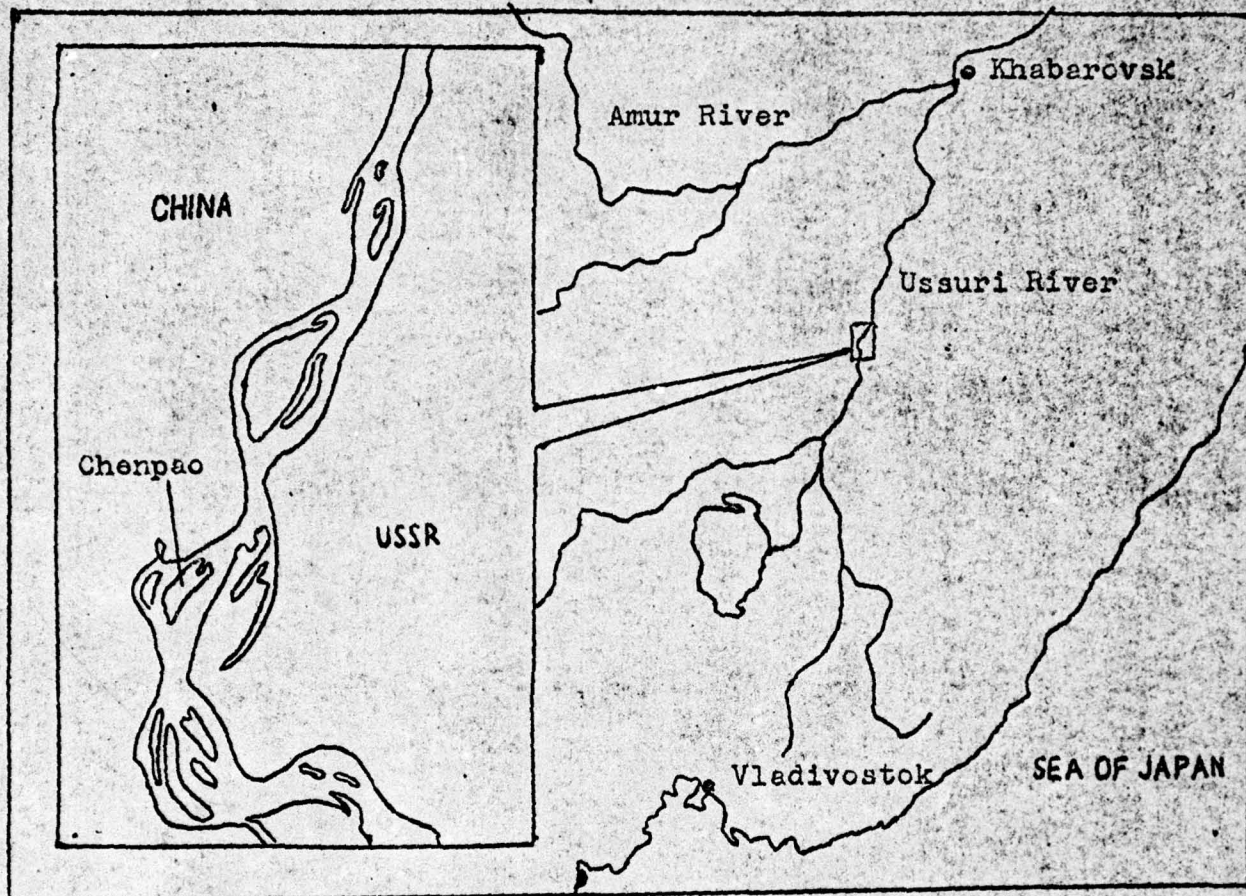 Khabarovsk
Amur River
CHINA
Ussuri River
Chenpao
USSR
Vladivostok
SEA OF JAPAN